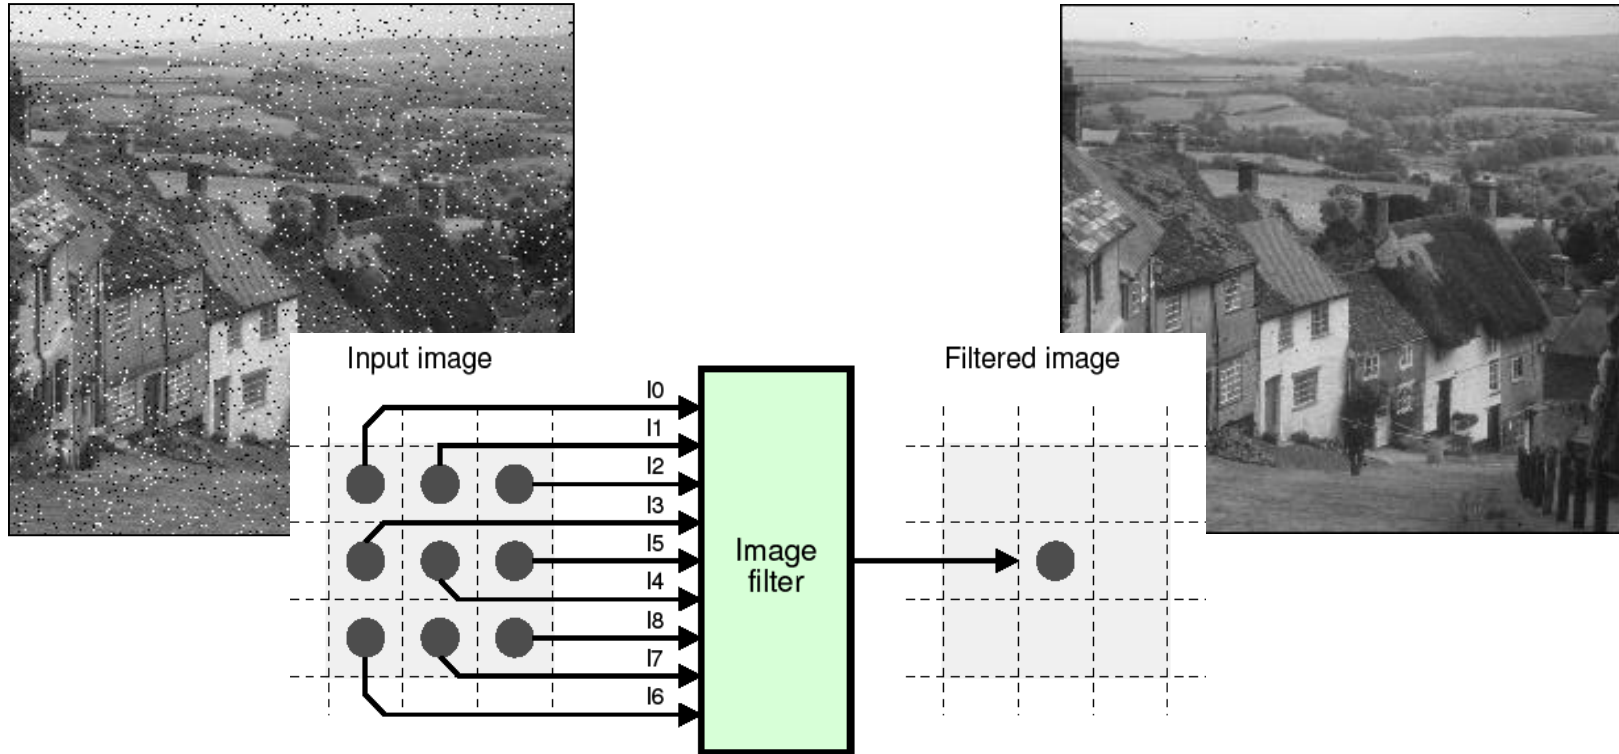 Input image
Filtered image
I0
I1
I2
I3
I5
I4
I8
I7
I6
Image
filter